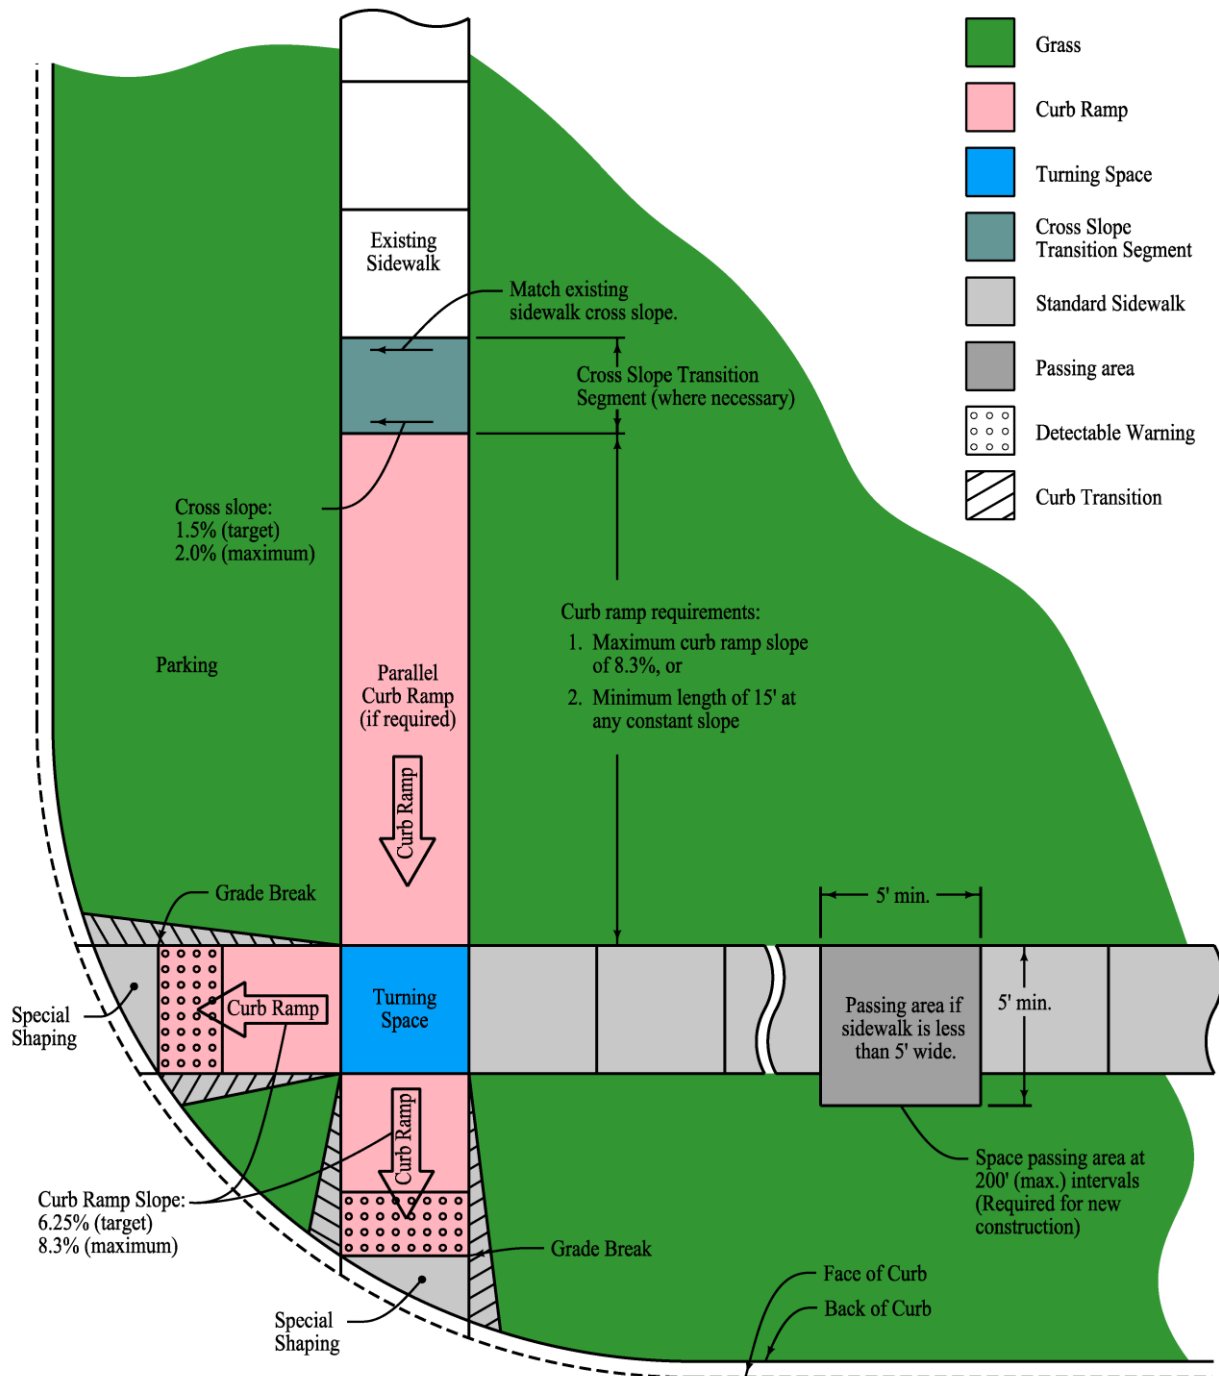 Grass
Curb Ramp
Turning Space
Cross Slope
Transition Segment
Standard Sidewalk
Passing area
Detectable Warning
Curb Transition
Existing
Sidewalk
Match existing
sidewalk cross slope.
Cross Slope Transition
Segment (where necessary)
Cross slope:
1.5% (target)
2.0% (maximum)
Curb ramp requirements:
1. Maximum curb ramp slope
of 8.3%, or
2. Minimum length of 15' at
any constant slope
Parking
Parallel
Curb Ramp
(if required)
Curb Ramp
Grade Break
5' min.
Special
Shaping
Curb Ramp
Turning
Space
Passing area if
sidewalk is less
than 5' wide.
5' min.
Curb Ramp
Space passing area at
200' (max.) intervals
(Required for new
construction)
Curb Ramp Slope:
6.25% (target)
8.3% (maximum)
Grade Break
Face of Curb
Back of Curb
Special
Shaping